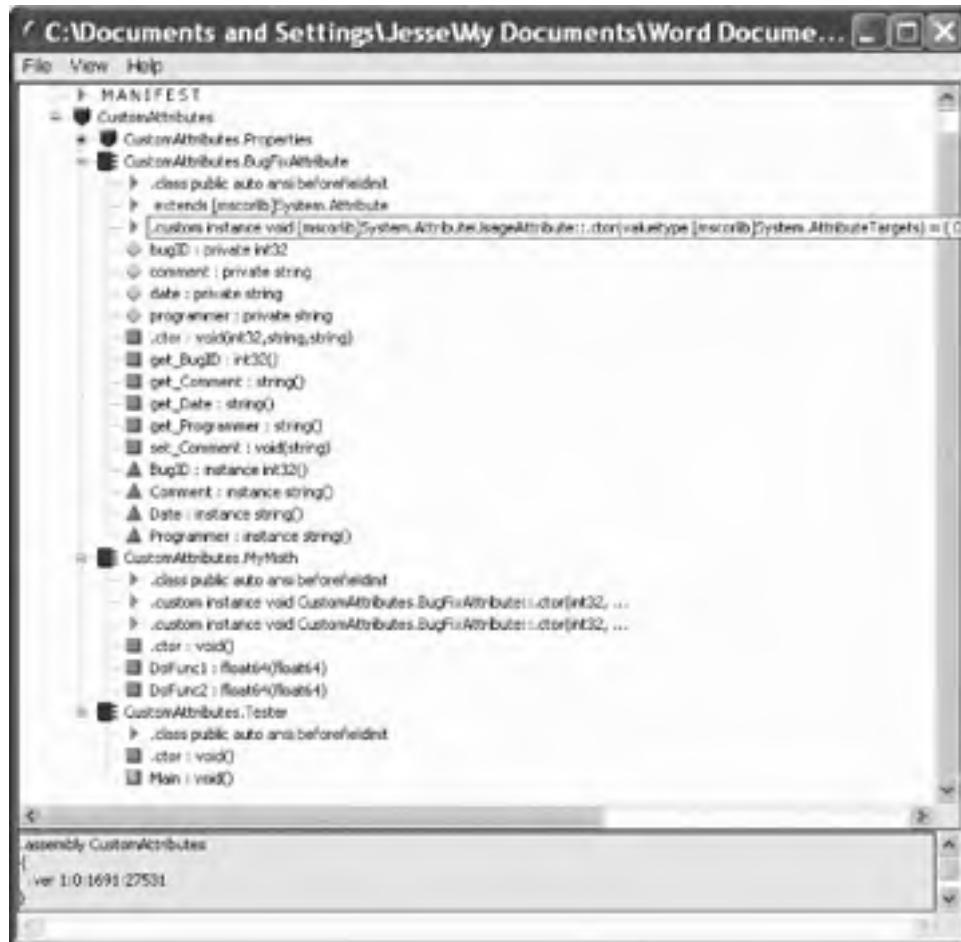 C:\Documents and Settings\Jesse\My Documents\Word Docume...
File View Help
MANIFEST
CustomAttributes
CustomAttributes.Properties
CustomAttributes.BugFixAttribute
.class public auto ansi beforefieldinit
extends [mscorlib]System.Attribute
.custom instance void [mscorlib]System.AttributeUsageAttribute::.ctor(valuetype [mscorlib]System.AttributeTargets) = ( 0
bugID : private int32
comment : private string
date : private string
programmer : private string
.ctor : void(int32,string,string)
get_BugID : int32()
get_Comment : string()
get_Date : string()
get_Programmer : string()
set_Comment : void(string)
BugID : instance int32()
Comment : instance string()
Date : instance string()
Programmer : instance string()
CustomAttributes.MyMath
.class public auto ansi beforefieldinit
.custom instance void CustomAttributes.BugFixAttribute::.ctor(int32, ...
.custom instance void CustomAttributes.BugFixAttribute::.ctor(int32, ...
.ctor : void()
DoFunc1 : float64(float64)
DoFunc2 : float64(float64)
CustomAttributes.Tester
.class public auto ansi beforefieldinit
.ctor : void()
Main : void()
.assembly CustomAttributes
{
.ver 1:0:1691:27531
}